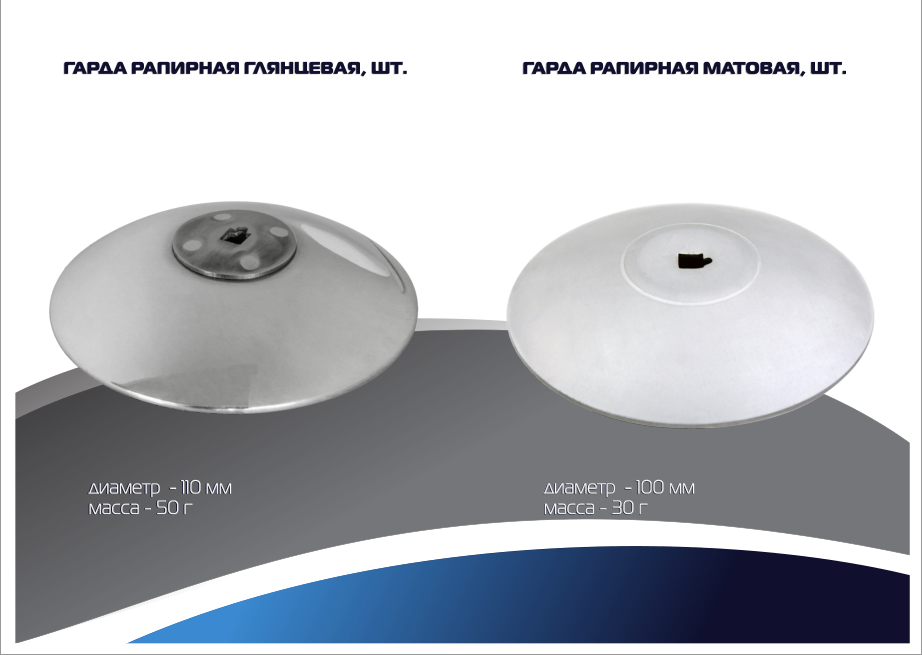 ГАРДА РАПИРНАЯ ГЛЯНЦЕВАЯ, ШТ.
ГАРДА РАПИРНАЯ МАТОВАЯ, ШТ.
диаметр - 110 мм
масса - 50 г
диаметр - 100 мм
масса - 30 г